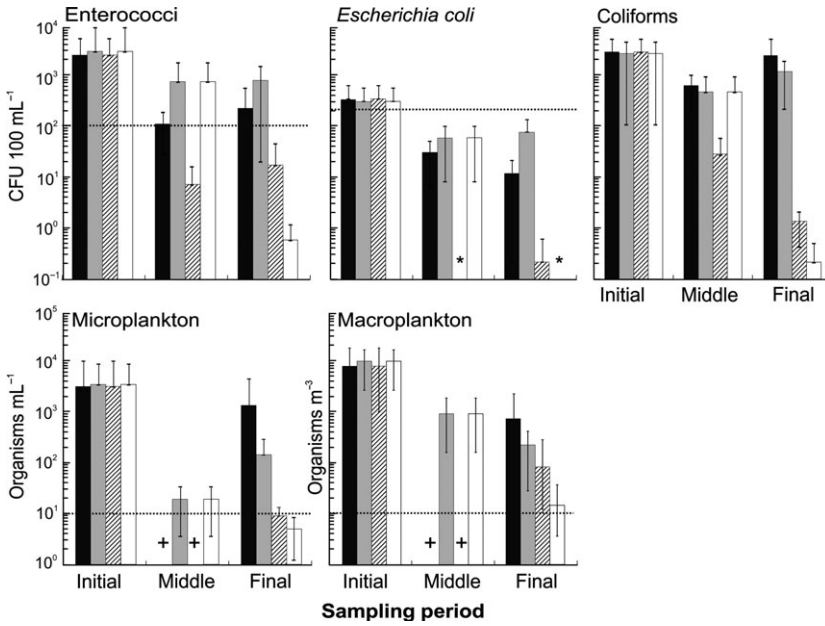 Enterococci
Escherichia coli
Coliforms
CFU 100 mL⁻¹
10⁴
10³
10²
10¹
10⁰
10⁻¹
*
*
Initial Middle Final
Microplankton
Macroplankton
Organisms mL⁻¹
10⁵
10⁴
10³
10²
10¹
10⁰
+ +
Organisms m⁻³
+ +
Initial Middle Final
Initial Middle Final
Sampling period